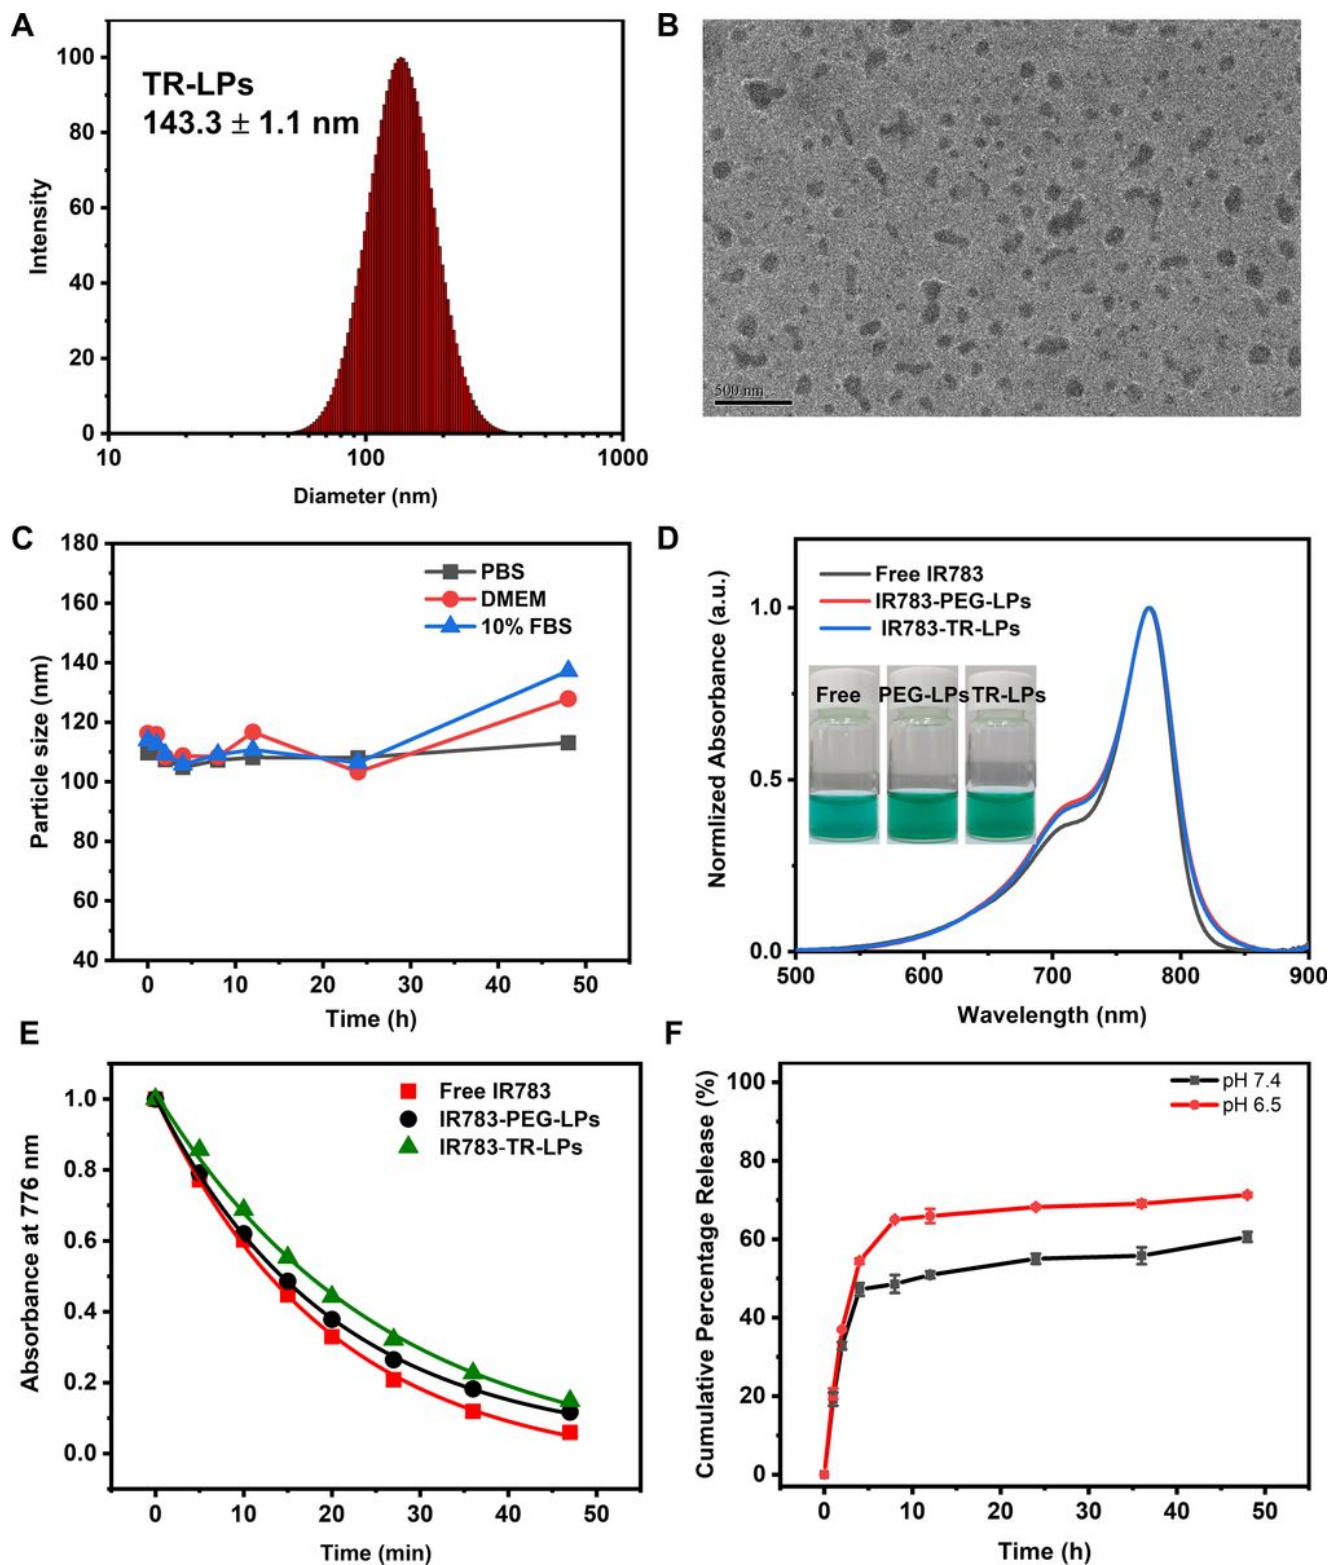 A
TR-LPs
143.3 ± 1.1 nm
Intensity
100
80
60
40
20
0
10
100
1000
Diameter (nm)
B
500 nm
C
PBS
DMEM
10% FBS
Particle size (nm)
180
160
140
120
100
80
60
40
0
10
20
30
40
50
Time (h)
D
Free IR783
IR783-PEG-LPs
IR783-TR-LPs
Free
PEG-LPs
TR-LPs
Normlized Absorbance (a.u.)
1.0
0.5
0.0
500
600
700
800
900
Wavelength (nm)
E
Free IR783
IR783-PEG-LPs
IR783-TR-LPs
Absorbance at 776 nm
1.0
0.8
0.6
0.4
0.2
0.0
0
10
20
30
40
50
Time (min)
F
pH 7.4
pH 6.5
Cumulative Percentage Release (%)
100
80
60
40
20
0
0
10
20
30
40
50
Time (h)